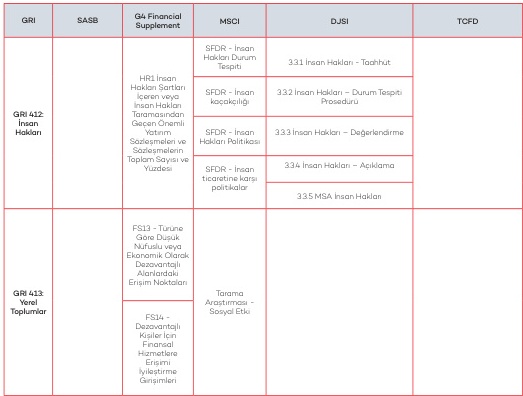 GRI
SASB
G4 Financial
Supplement
MSCI
DJSI
TCFD
GRI 412:
İnsan
Hakları
HR1 İnsan
Hakları Şartları
İçeren veya
İnsan Hakları
Taramasından
Geçen Önemli
Yatırım
Sözleşmeleri ve
Sözleşmelerin
Toplam Sayısı ve
Yüzdesi
SFDR - İnsan
Hakları Durum
Tespiti
SFDR - İnsan
kaçakçılığı
SFDR - İnsan
Hakları Politikası
SFDR - İnsan
ticaretine karşı
politikalar
3.3.1 İnsan Hakları - Taahhüt
3.3.2 İnsan Hakları – Durum Tespiti
Prosedürü
3.3.3 İnsan Hakları – Değerlendirme
3.3.4 İnsan Hakları – Açıklama
3.3.5 MSA İnsan Hakları
GRI 413:
Yerel
Toplumlar
FS13 - Türüne
Göre Düşük
Nüfuslu veya
Ekonomik Olarak
Dezavantajlı
Alanlardaki
Erişim Noktaları
FS14 -
Dezavantajlı
Kişiler İçin
Finansal
Hizmetlere
Erişimi
İyileştirme
Girişimleri
Tarama
Araştırması -
Sosyal Etki